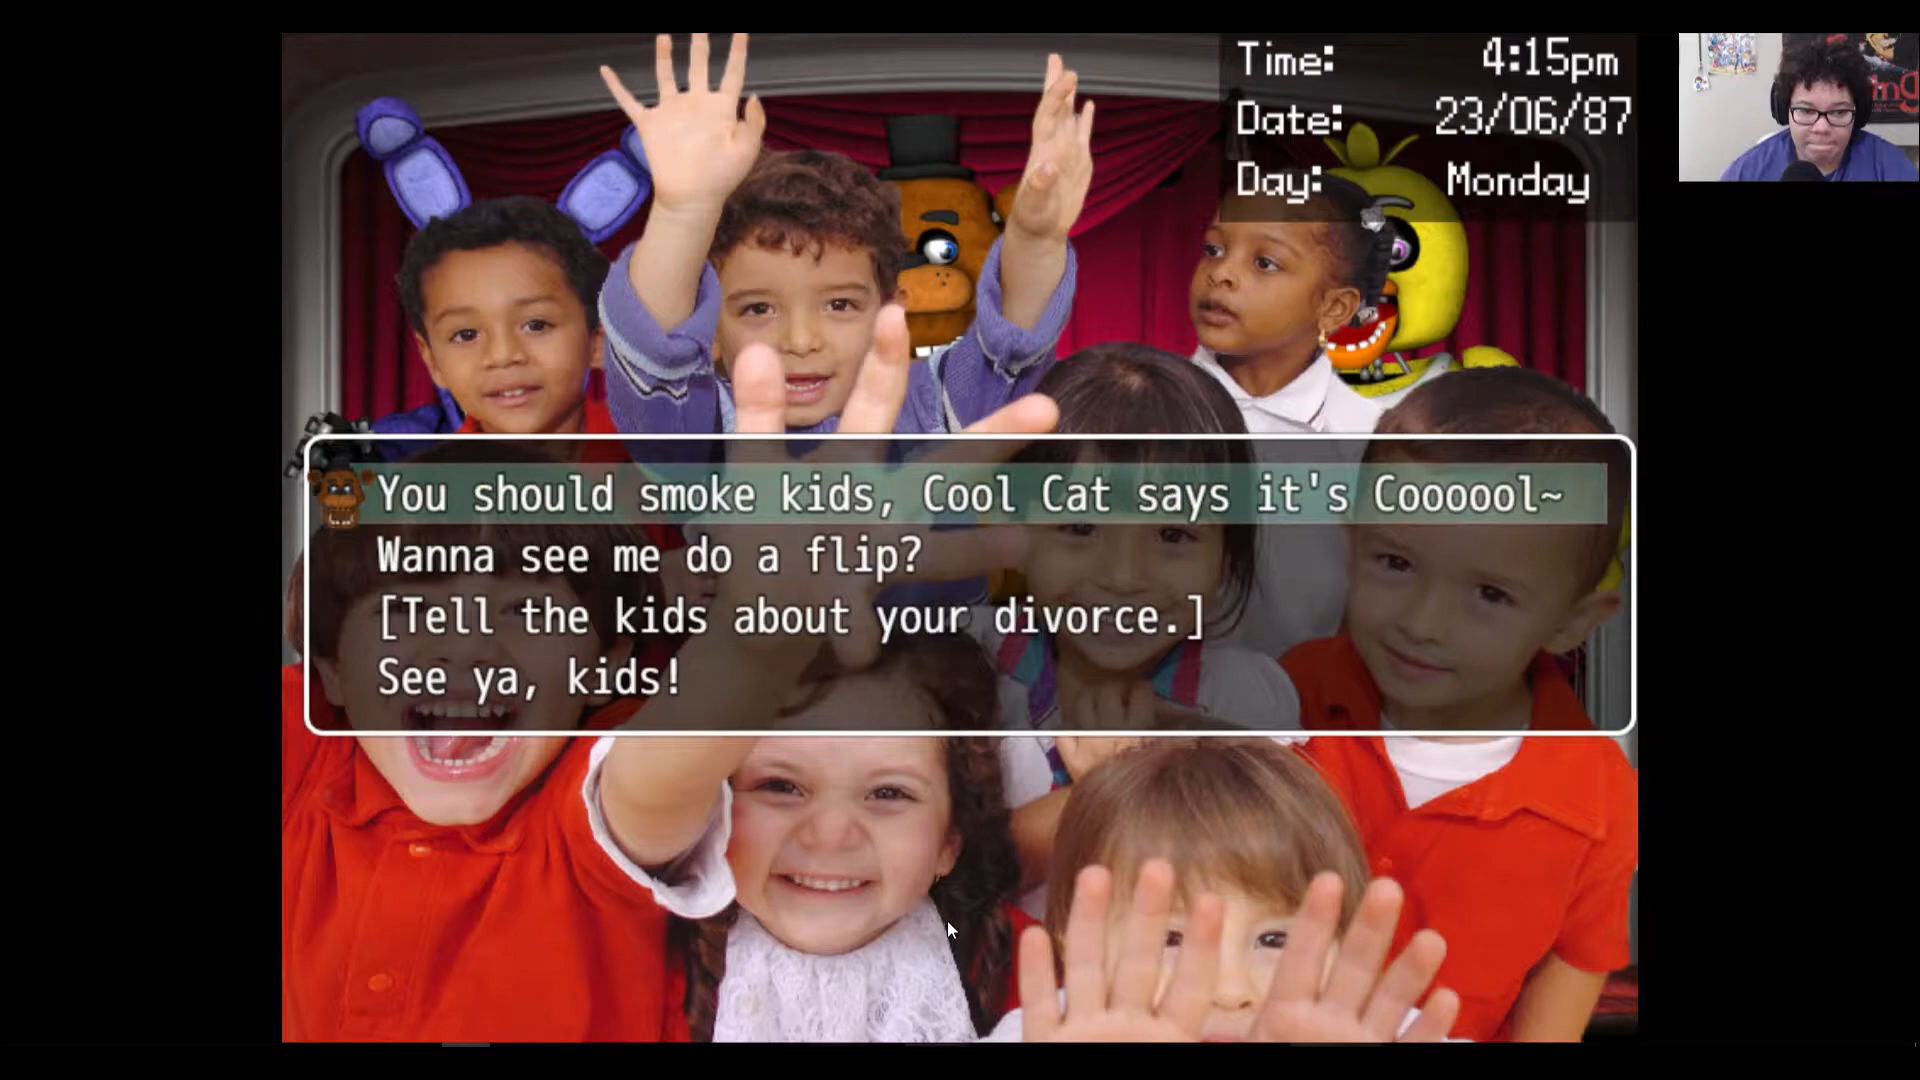 Time: 4:15pm
Date: 23/06/87
Day: Monday
You should smoke kids, Cool Cat says it's Coooool~
Wanna see me do a flip?
[Tell the kids about your divorce.]
See ya, kids!